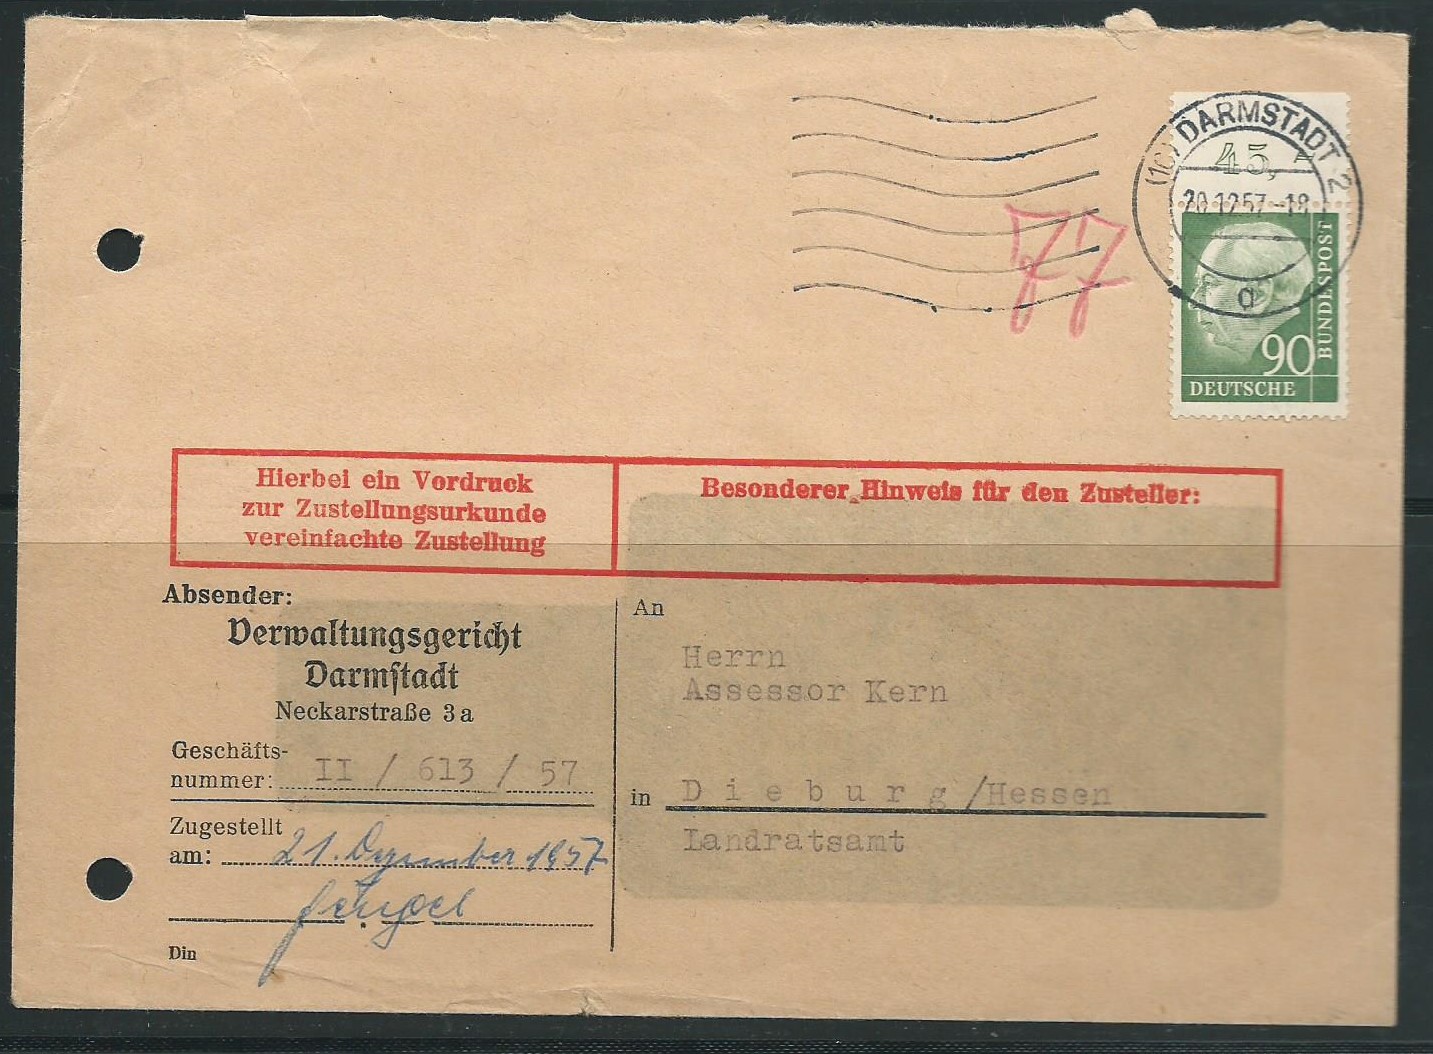 (16) DARMSTADT 2
45,-
20.12.57.-18
a
77
90
DEUTSCHE
BUNDESPOST
Hierbei ein Vordruck
zur Zustellungsurkunde
vereinfachte Zustellung
Besonderer Hinweis für den Zusteller:
Absender:
Verwaltungsgericht
Darmstadt
Neckarstraße 3a
Geschäfts-
nummer: II / 613 / 57
Zugestellt
am: 21. Dezember 1957
Din
An
Herrn
Assessor Kern
in Dieburg/Hessen
Landratsamt